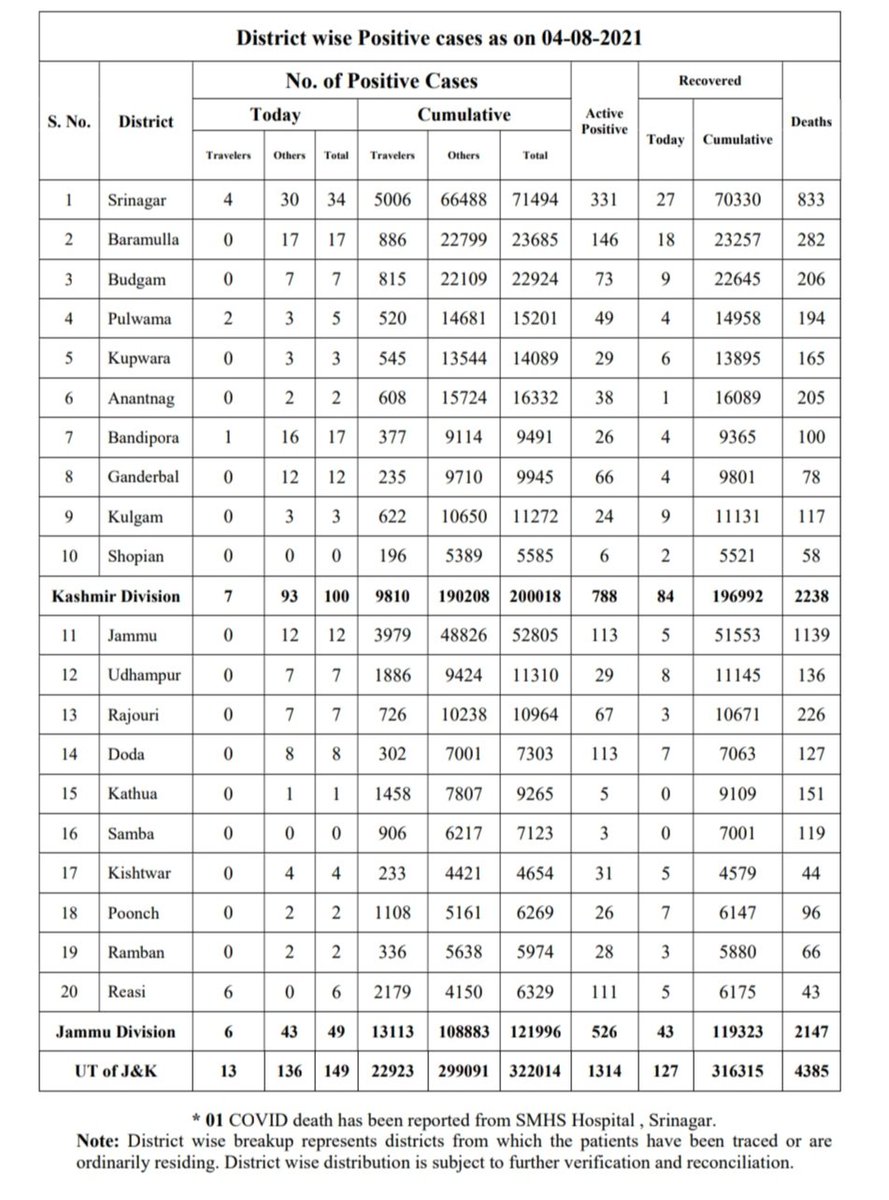 District wise Positive cases as on 04-08-2021
S. No. District No. of Positive Cases Active Positive Recovered Deaths
Today Cumulative Today Cumulative
Travelers Others Total Travelers Others Total
1 Srinagar 4 30 34 5006 66488 71494 331 27 70330 833
2 Baramulla 0 17 17 886 22799 23685 146 18 23257 282
3 Budgam 0 7 7 815 22109 22924 73 9 22645 206
4 Pulwama 2 3 5 520 14681 15201 49 4 14958 194
5 Kupwara 0 3 3 545 13544 14089 29 6 13895 165
6 Anantnag 0 2 2 608 15724 16332 38 1 16089 205
7 Bandipora 1 16 17 377 9114 9491 26 4 9365 100
8 Ganderbal 0 12 12 235 9710 9945 66 4 9801 78
9 Kulgam 0 3 3 622 10650 11272 24 9 11131 117
10 Shopian 0 0 0 196 5389 5585 6 2 5521 58
Kashmir Division 7 93 100 9810 190208 200018 788 84 196992 2238
11 Jammu 0 12 12 3979 48826 52805 113 5 51553 1139
12 Udhampur 0 7 7 1886 9424 11310 29 8 11145 136
13 Rajouri 0 7 7 726 10238 10964 67 3 10671 226
14 Doda 0 8 8 302 7001 7303 113 7 7063 127
15 Kathua 0 1 1 1458 7807 9265 5 0 9109 151
16 Samba 0 0 0 906 6217 7123 3 0 7001 119
17 Kishtwar 0 4 4 233 4421 4654 31 5 4579 44
18 Poonch 0 2 2 1108 5161 6269 26 7 6147 96
19 Ramban 0 2 2 336 5638 5974 28 3 5880 66
20 Reasi 6 0 6 2179 4150 6329 111 5 6175 43
Jammu Division 6 43 49 13113 108883 121996 526 43 119323 2147
UT of J&K 13 136 149 22923 299091 322014 1314 127 316315 4385
* 01 COVID death has been reported from SMHS Hospital , Srinagar.
Note: District wise breakup represents districts from which the patients have been traced or are
ordinarily residing. District wise distribution is subject to further verification and reconciliation.